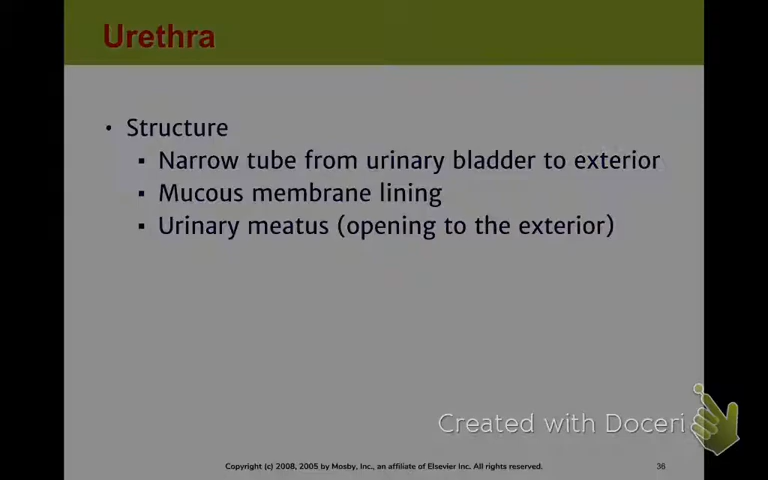 Urethra
• Structure
▪ Narrow tube from urinary bladder to exterior
▪ Mucous membrane lining
▪ Urinary meatus (opening to the exterior)
Created with Doceri
Copyright (c) 2008, 2005 by Mosby, Inc., an affiliate of Elsevier Inc. All rights reserved.
36